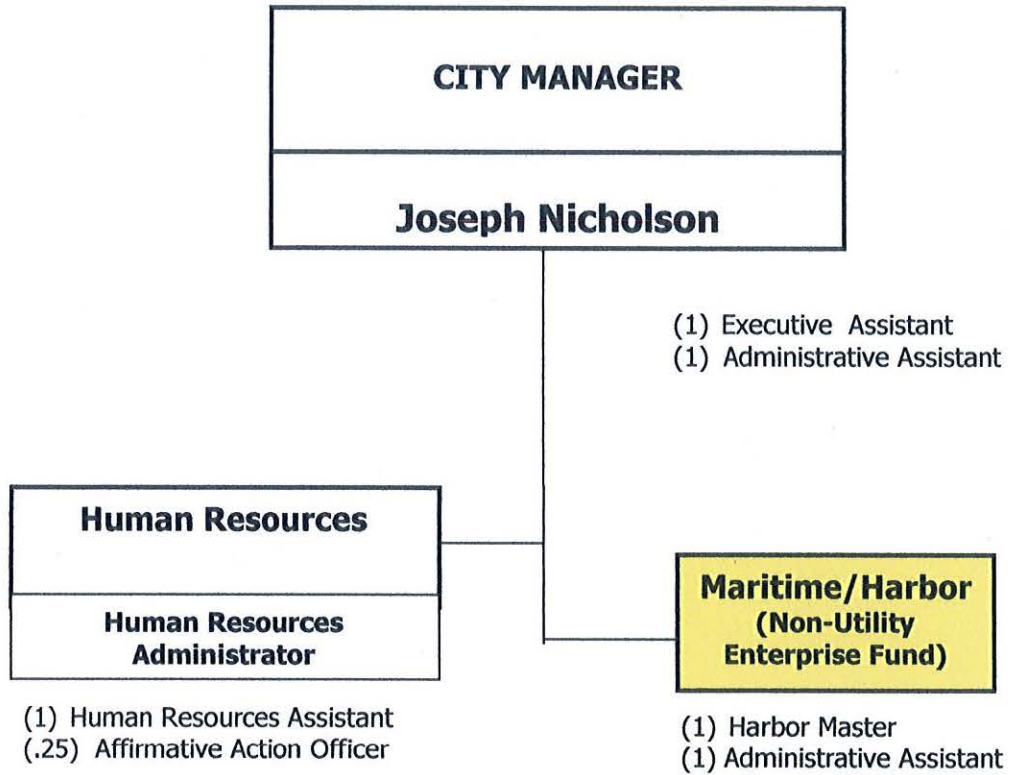 CITY MANAGER
Joseph Nicholson
(1) Executive Assistant
(1) Administrative Assistant
Human Resources
Human Resources
Administrator
(1) Human Resources Assistant
(.25) Affirmative Action Officer
Maritime/Harbor
(Non-Utility
Enterprise Fund)
(1) Harbor Master
(1) Administrative Assistant